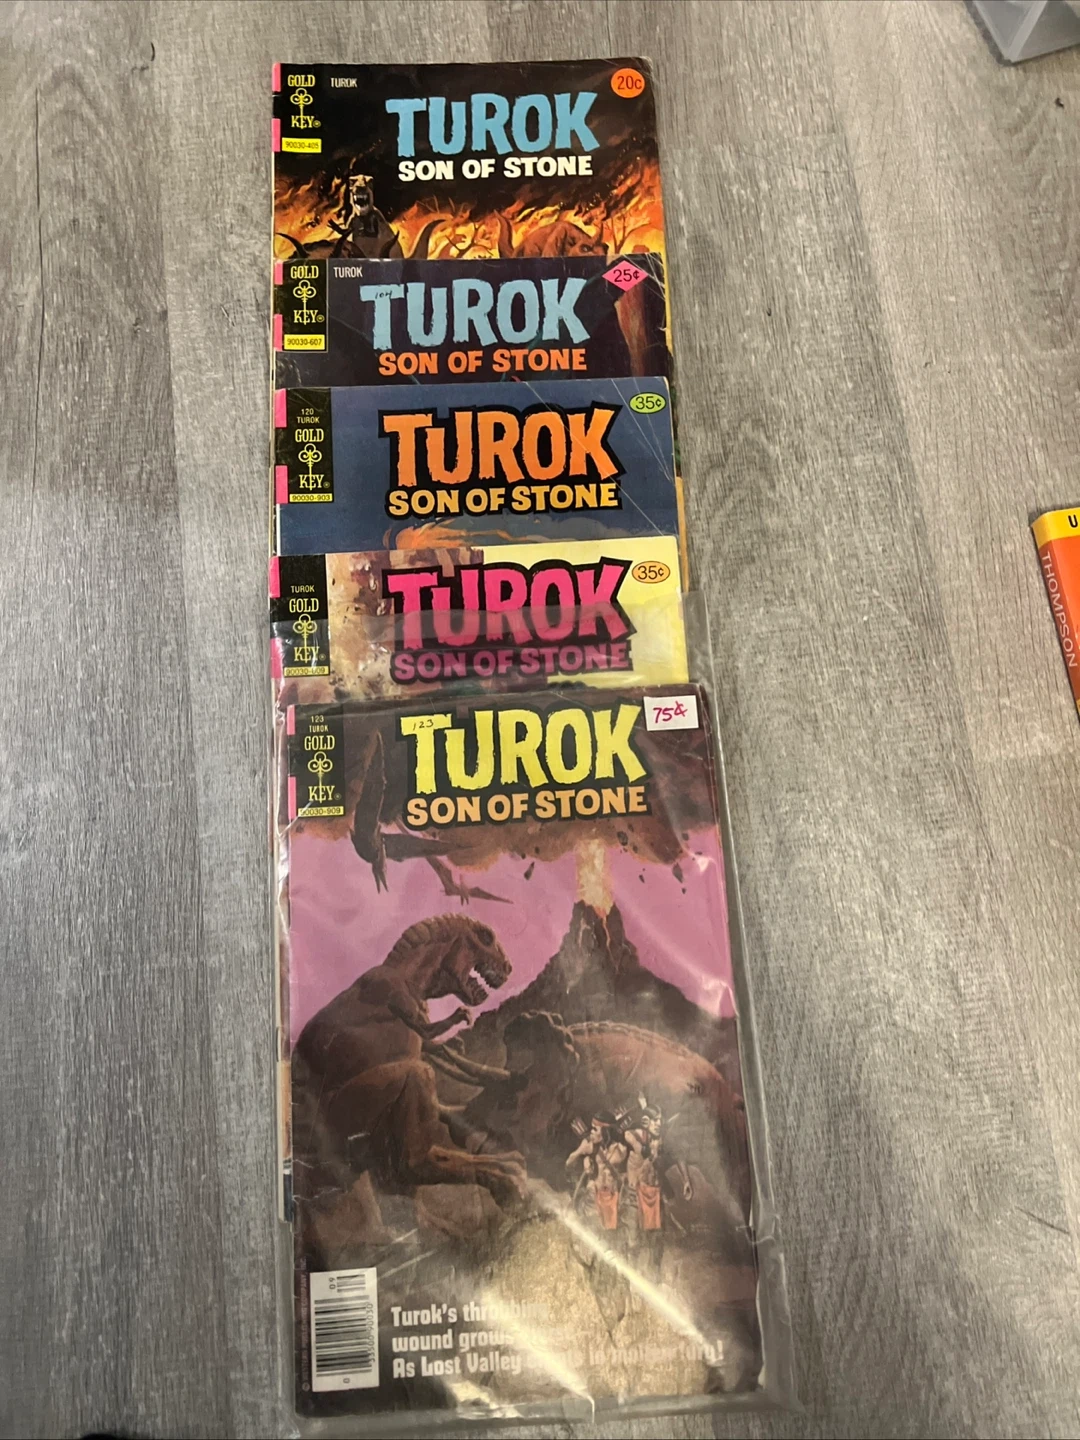 GOLD
KEY®
TUROK
90030-405
20¢
TUROK
SON OF STONE
GOLD
KEY®
TUROK
90030-607
25¢
104
TUROK
SON OF STONE
120
TUROK
GOLD
KEY®
90030-903
35¢
TUROK
SON OF STONE
TUROK
GOLD
KEY®
35¢
TUROK
SON OF STONE
123
TUROK
GOLD
KEY®
90030-909
75¢
123
TUROK
SON OF STONE
09
Turok's
wound
As Lost Valley
THOMPSON